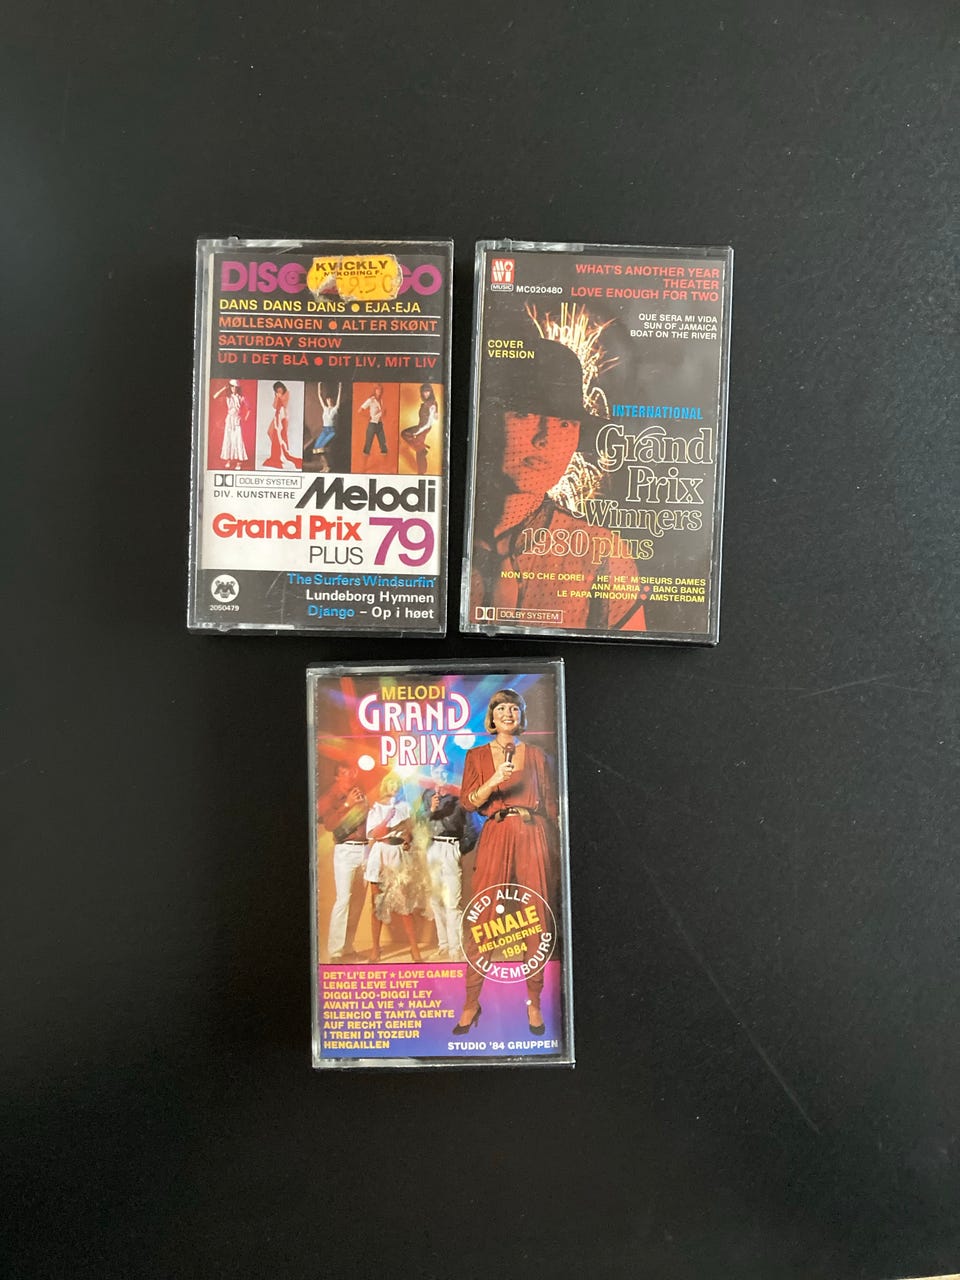 DISCO TANGO
KVICKLY
NYKØBING F.
DANS DANS DANS ● EJA-EJA
MØLLESANGEN ● ALT ER SKØNT
SATURDAY SHOW
UD I DET BLÅ ● DIT LIV, MIT LIV
DOLBY SYSTEM
DIV. KUNSTNERE
Melodi
Grand Prix
PLUS 79
The Surfers Windsurfin'
Lundeborg Hymnen
Django – Op i høet
2050479
MOWI
MUSIC MC020480
WHAT'S ANOTHER YEAR
THEATER
LOVE ENOUGH FOR TWO
QUE SERA MI VIDA
SUN OF JAMAICA
BOAT ON THE RIVER
COVER
VERSION
INTERNATIONAL
Grand
Prix
Winners
1980 plus
NON SO CHE DOREI ● HE' HE' M'SIEURS DAMES
ANN MARIA ● BANG BANG
LE PAPA PINQOUIN ● AMSTERDAM
DOLBY SYSTEM
MELODI
GRAND
PRIX
MED ALLE
FINALE
MELODIERNE
1984
LUXEMBOURG
DET' LI'E DET ★ LOVE GAMES
LENGE LEVE LIVET
DIGGI LOO-DIGGI LEY
AVANTI LA VIE ★ HALAY
SILENCIO E TANTA GENTE
AUF RECHT GEHEN
I TRENI DI TOZEUR
HENGAILLEN
STUDIO '84 GRUPPEN